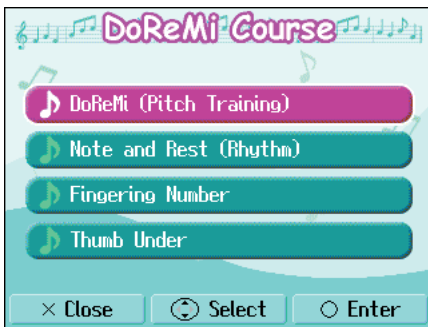 DoReMi Course
DoReMi (Pitch Training)
Note and Rest (Rhythm)
Fingering Number
Thumb Under
× Close Select ○ Enter